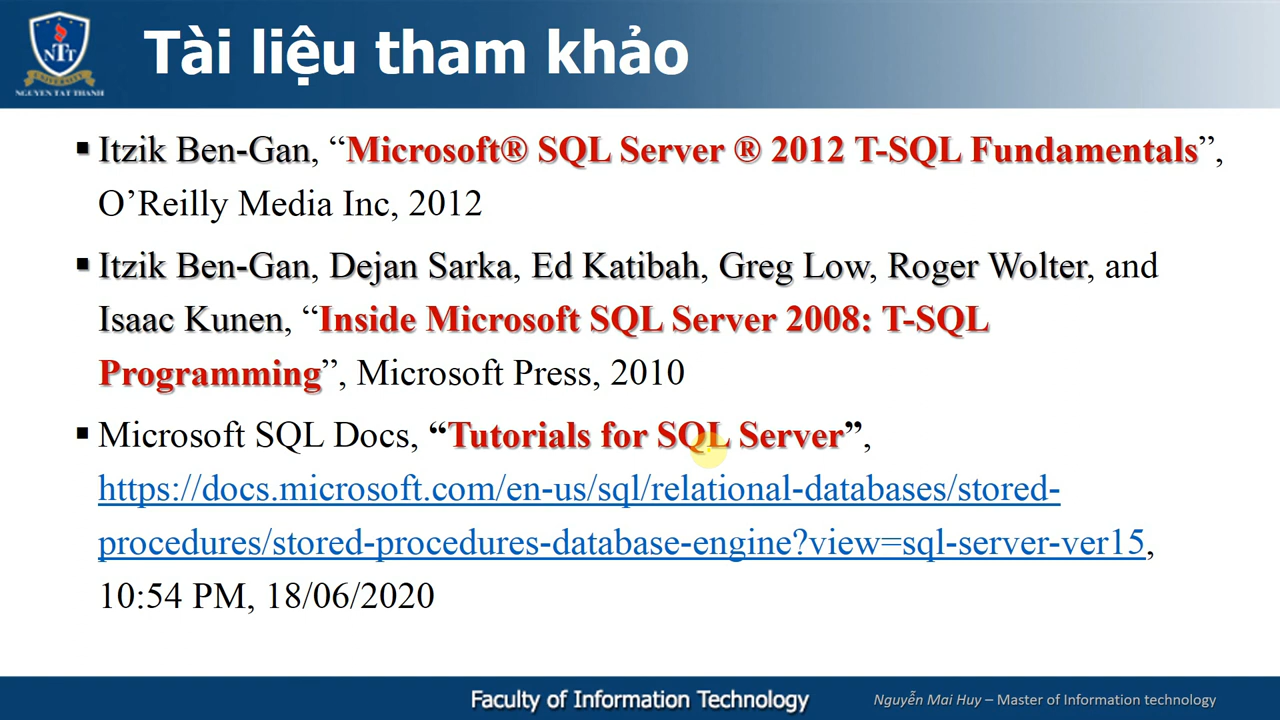 Tài liệu tham khảo
NTT
UNIVERSITY
NGUYEN TAT THANH
▪ Itzik Ben-Gan, “Microsoft® SQL Server ® 2012 T-SQL Fundamentals”,
O’Reilly Media Inc, 2012
▪ Itzik Ben-Gan, Dejan Sarka, Ed Katibah, Greg Low, Roger Wolter, and
Isaac Kunen, “Inside Microsoft SQL Server 2008: T-SQL
Programming”, Microsoft Press, 2010
▪ Microsoft SQL Docs, “Tutorials for SQL Server”,
https://docs.microsoft.com/en-us/sql/relational-databases/stored-
procedures/stored-procedures-database-engine?view=sql-server-ver15,
10:54 PM, 18/06/2020
Faculty of Information Technology
Nguyễn Mai Huy – Master of Information technology